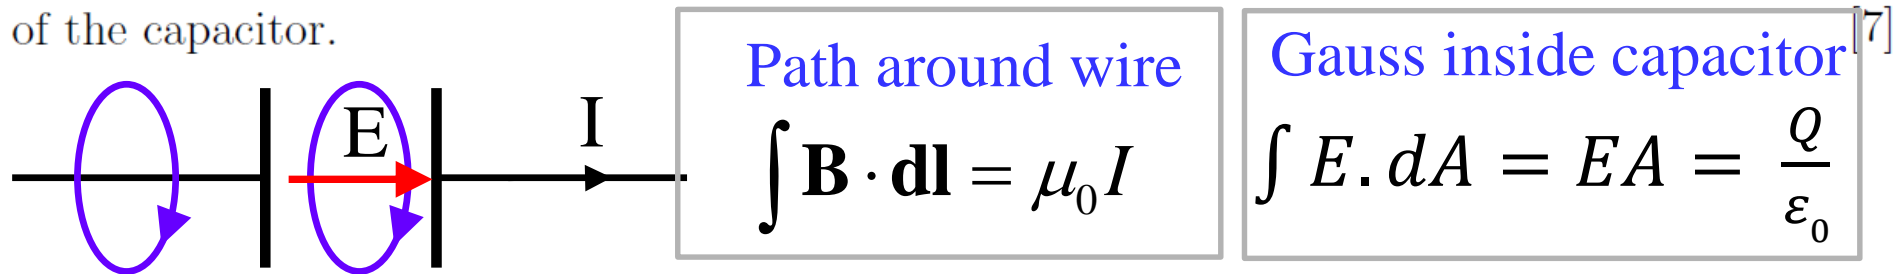 of the capacitor.
[7]
E
I
Path around wire
∫ B · dl = μ₀I
Gauss inside capacitor
∫ E. dA = EA = Q/ε₀